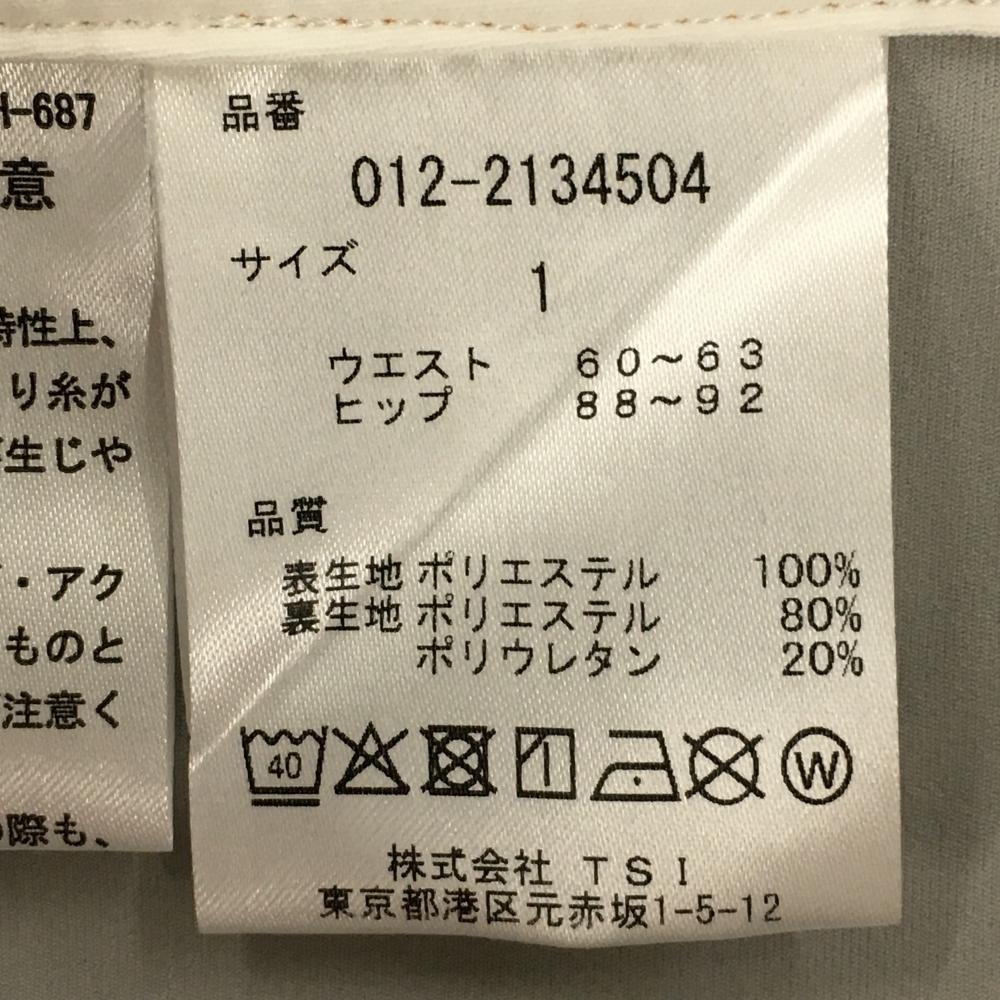 H-687
意
特性上、
り糸が
生じや
・アク
ものと
注意く
際も、
品番
012-2134504
サイズ
1
ウエスト 60～63
ヒップ 88～92
品質
表生地 ポリエステル 100%
裏生地 ポリエステル 80%
ポリウレタン 20%
40 W
株式会社 TSI
東京都港区元赤坂1-5-12